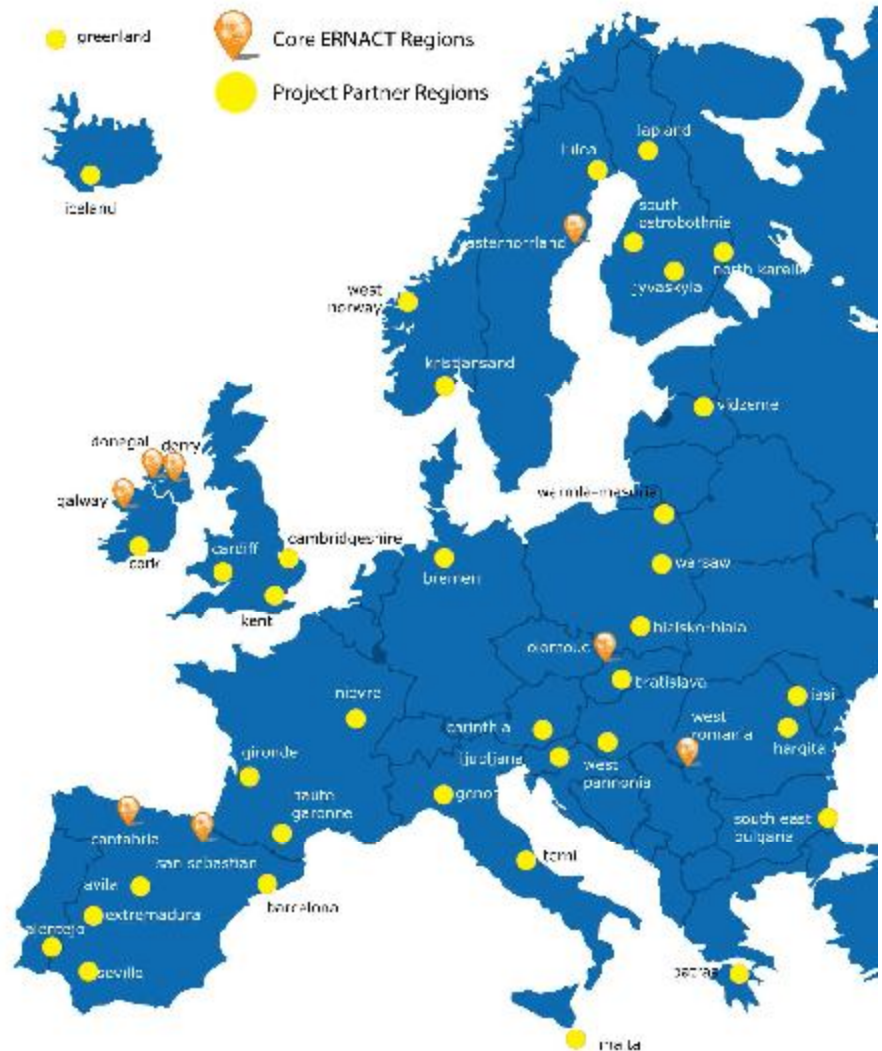 greenland
Core ERNACT Regions
Project Partner Regions
iceland
lapland
lulea
south
ostrobothnia
vasternorrland
north karelia
jyvaskyla
west
norway
kristiansand
vidzeme
donegal
derry
galway
warmia-masuria
cambridgeshire
cardiff
cork
bremen
warsaw
kent
bielsko-biala
olomouc
bratislava
nievre
iasi
west
romania
carinthia
hargita
ljubljana
west
pannonia
gironde
genoa
haute
garonne
south east
bulgaria
cantabria
san sebastian
terni
avila
barcelona
extremadura
alentejo
seville
patras
malta